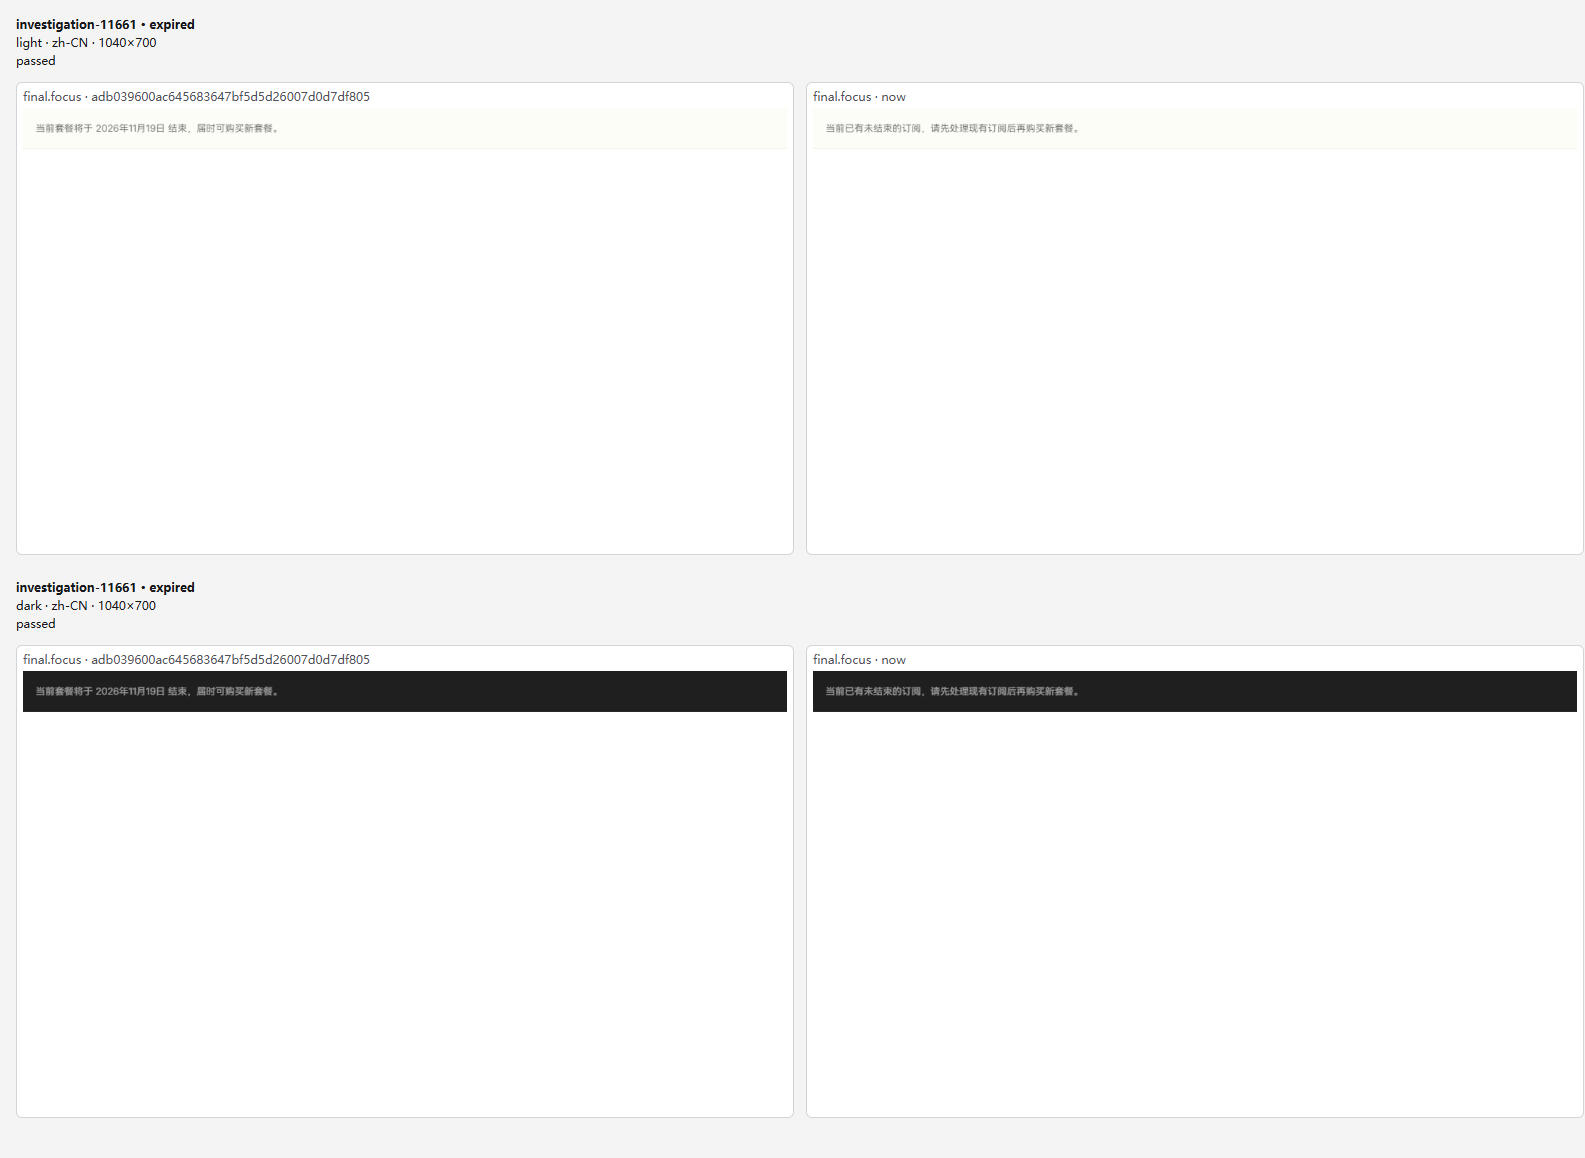 investigation-11661 • expired
light · zh-CN · 1040×700
passed
final.focus · adb039600ac645683647bf5d5d26007d0d7df805
当前套餐将于 2026年11月19日 结束，届时可购买新套餐。
final.focus · now
当前已有未结束的订阅，请先处理现有订阅后再购买新套餐。
investigation-11661 • expired
dark · zh-CN · 1040×700
passed
final.focus · adb039600ac645683647bf5d5d26007d0d7df805
当前套餐将于 2026年11月19日 结束，届时可购买新套餐。
final.focus · now
当前已有未结束的订阅，请先处理现有订阅后再购买新套餐。